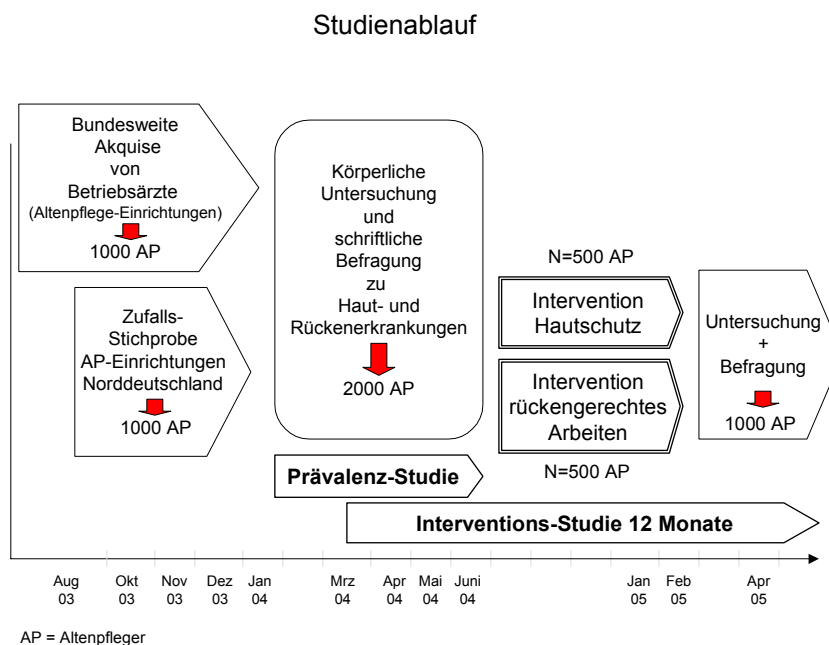 Studienablauf
Bundesweite
Akquise
von
Betriebsärzte
(Altenpflege-Einrichtungen)
1000 AP
Zufalls-
Stichprobe
AP-Einrichtungen
Norddeutschland
1000 AP
Körperliche
Untersuchung
und
schriftliche
Befragung
zu
Haut- und
Rückenerkrankungen
2000 AP
N=500 AP
Intervention
Hautschutz
Intervention
rückengerechtes
Arbeiten
N=500 AP
Untersuchung
+
Befragung
1000 AP
Prävalenz-Studie
Interventions-Studie 12 Monate
Aug Okt Nov Dez Jan Mrz Apr Mai Juni Jan Feb Apr
03 03 03 03 04 04 04 04 04 05 05 05
AP = Altenpfleger